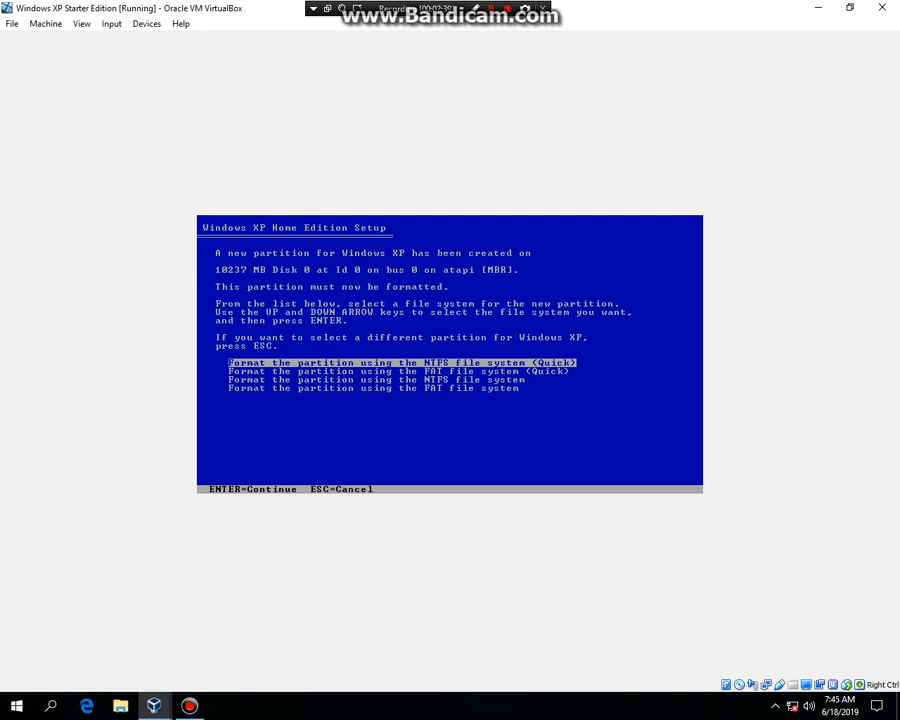 Windows XP Starter Edition [Running] - Oracle VM VirtualBox
www.Bandicam.com
File Machine View Input Devices Help
Windows XP Home Edition Setup
A new partition for Windows XP has been created on
10237 MB Disk 0 at Id 0 on bus 0 on atapi [MBR].
This partition must now be formatted.
From the list below, select a file system for the new partition.
Use the UP and DOWN ARROW keys to select the file system you want,
and then press ENTER.
If you want to select a different partition for Windows XP,
press ESC.
Format the partition using the NTFS file system (Quick)
Format the partition using the FAT file system (Quick)
Format the partition using the NTFS file system
Format the partition using the FAT file system
ENTER=Continue ESC=Cancel
Right Ctrl
7:45 AM
6/18/2019